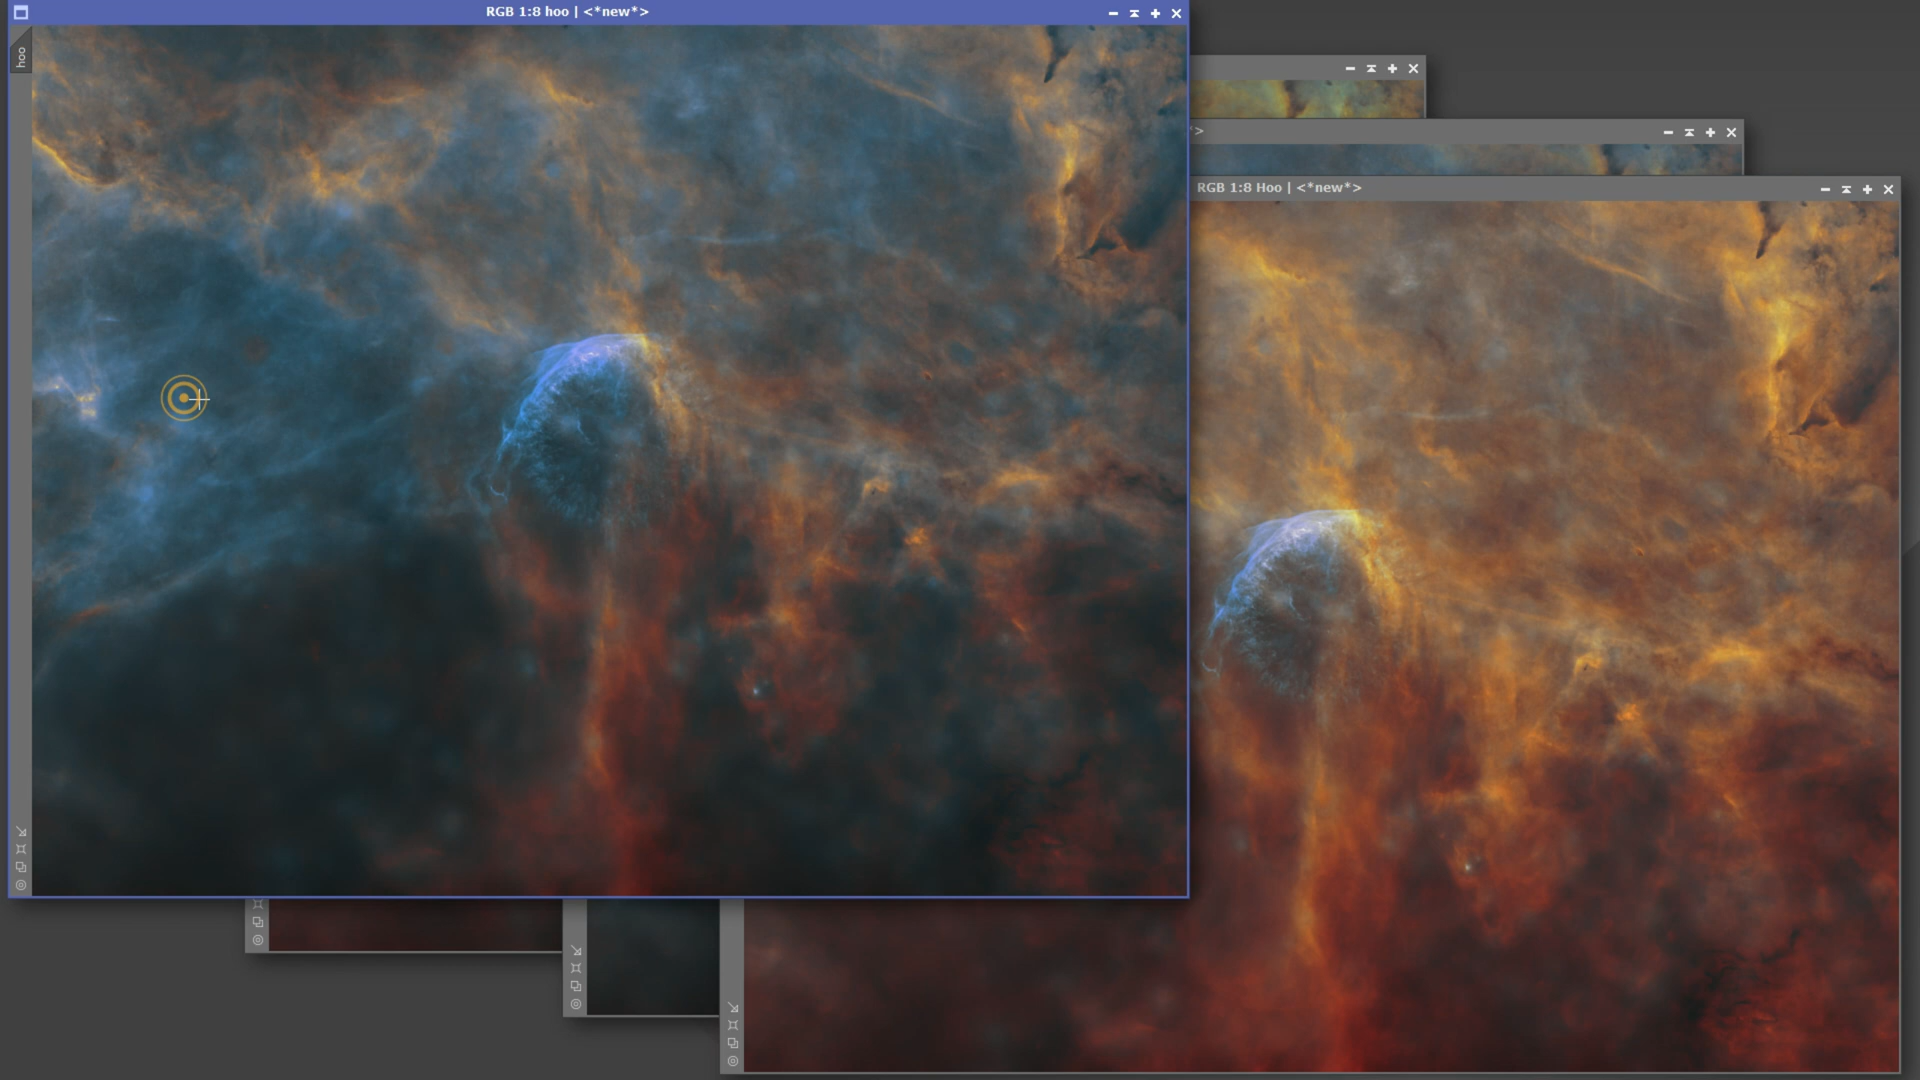 RGB 1:8 hoo | <*new*>
hoo
*>
RGB 1:8 Hoo | <*new*>